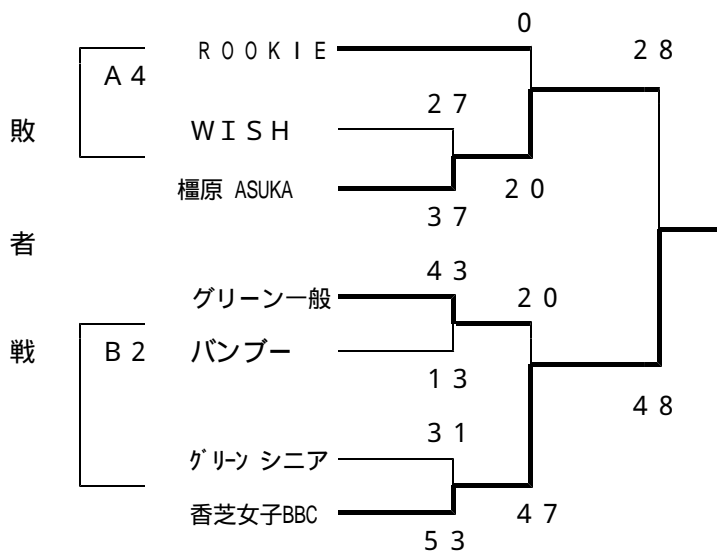 0
28
ROOKIE
A4
27
敗
WISH
橿原 ASUKA
20
37
者
43
グリーン一般
20
戦
B2
バンブー
13
48
31
グリーン シニア
香芝女子BBC
47
53